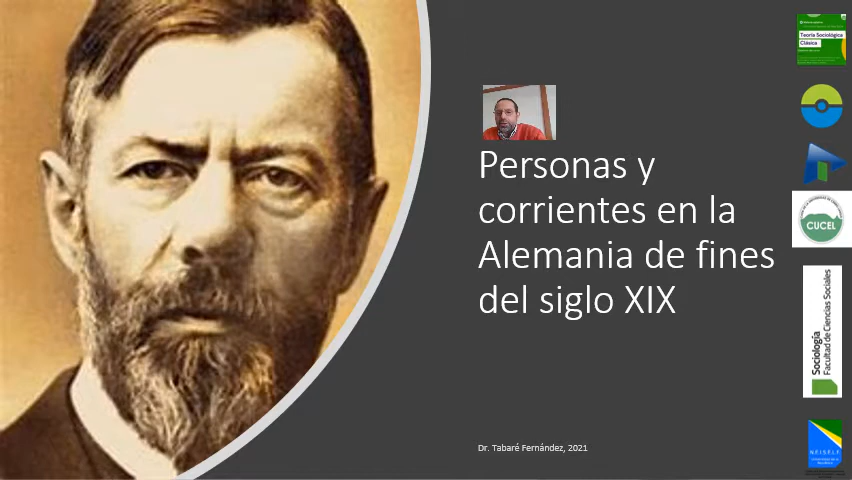 Personas y
corrientes en la
Alemania de fines
del siglo XIX
Dr. Tabaré Fernández, 2021
Teoría Sociológica
Clásica
CUCEL
Sociología
Facultad de Ciencias Sociales